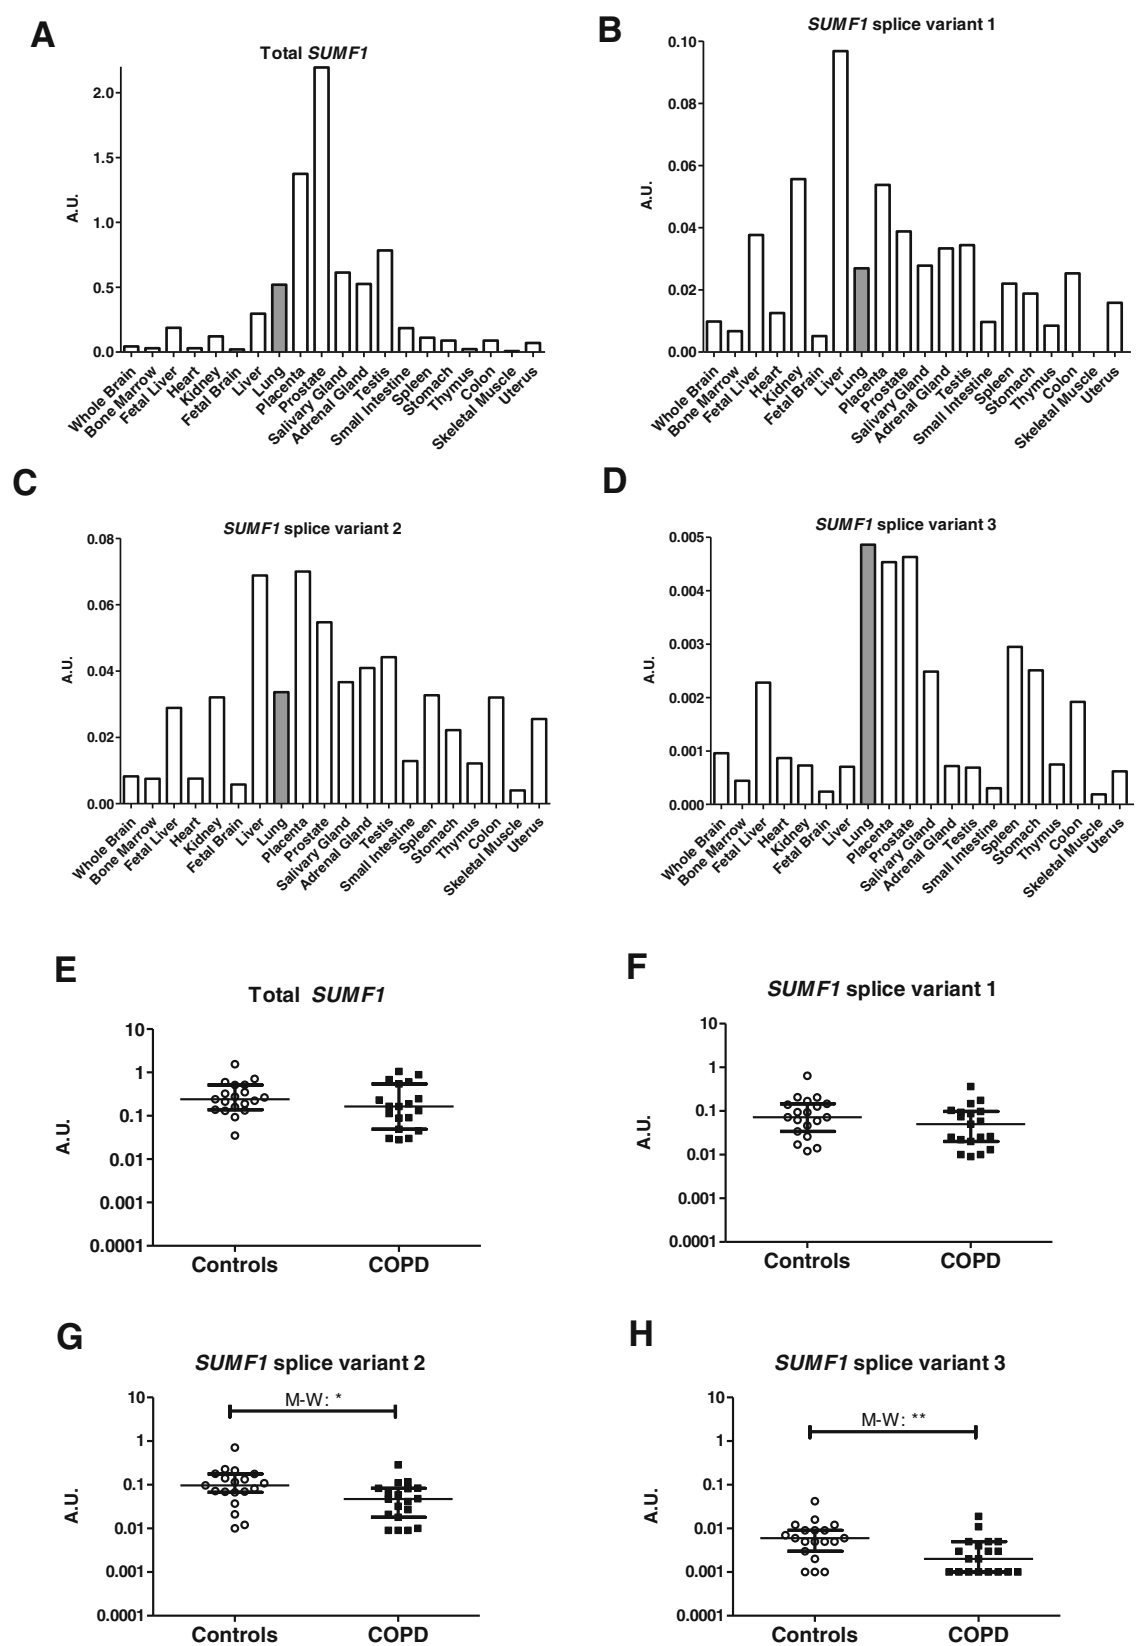 A
Total SUMF1
A.U.
2.0
1.5
1.0
0.5
0.0
Whole Brain
Bone Marrow
Fetal Liver
Heart
Kidney
Fetal Brain
Liver
Lung
Placenta
Prostate
Salivary Gland
Adrenal Gland
Testis
Small Intestine
Spleen
Stomach
Thymus
Colon
Skeletal Muscle
Uterus
B
SUMF1 splice variant 1
A.U.
0.10
0.08
0.06
0.04
0.02
0.00
Whole Brain
Bone Marrow
Fetal Liver
Heart
Kidney
Fetal Brain
Liver
Lung
Placenta
Prostate
Salivary Gland
Adrenal Gland
Testis
Small Intestine
Spleen
Stomach
Thymus
Colon
Skeletal Muscle
Uterus
C
SUMF1 splice variant 2
A.U.
0.08
0.06
0.04
0.02
0.00
Whole Brain
Bone Marrow
Fetal Liver
Heart
Kidney
Fetal Brain
Liver
Lung
Placenta
Prostate
Salivary Gland
Adrenal Gland
Testis
Small Intestine
Spleen
Stomach
Thymus
Colon
Skeletal Muscle
Uterus
D
SUMF1 splice variant 3
A.U.
0.005
0.004
0.003
0.002
0.001
0.000
Whole Brain
Bone Marrow
Fetal Liver
Heart
Kidney
Fetal Brain
Liver
Lung
Placenta
Prostate
Salivary Gland
Adrenal Gland
Testis
Small Intestine
Spleen
Stomach
Thymus
Colon
Skeletal Muscle
Uterus
E
Total SUMF1
A.U.
10
1
0.1
0.01
0.001
0.0001
Controls
COPD
F
SUMF1 splice variant 1
A.U.
10
1
0.1
0.01
0.001
0.0001
Controls
COPD
G
SUMF1 splice variant 2
M-W: *
A.U.
10
1
0.1
0.01
0.001
0.0001
Controls
COPD
H
SUMF1 splice variant 3
M-W: **
A.U.
10
1
0.1
0.01
0.001
0.0001
Controls
COPD